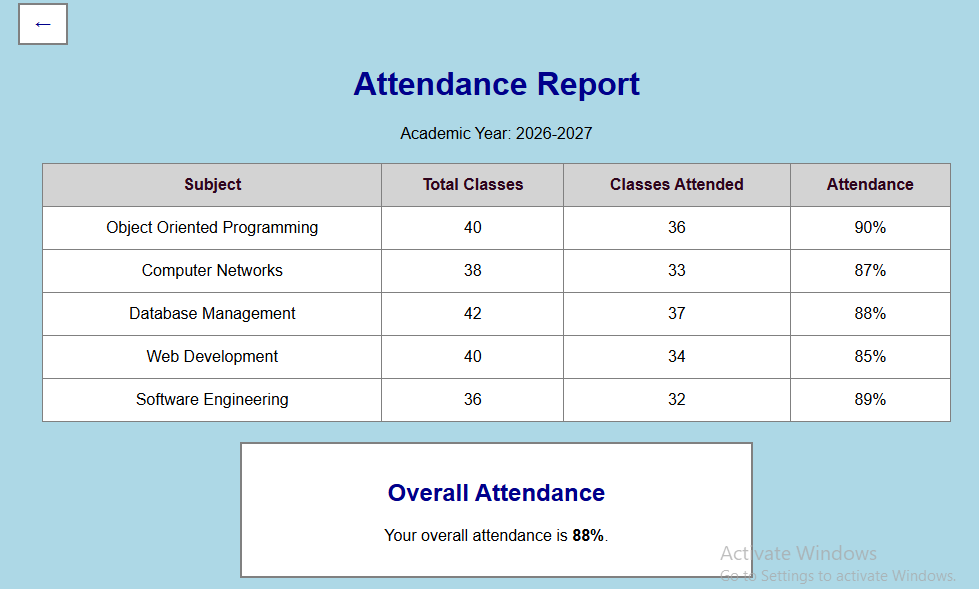 ←
Attendance Report
Academic Year: 2026-2027
Subject Total Classes Classes Attended Attendance
Object Oriented Programming 40 36 90%
Computer Networks 38 33 87%
Database Management 42 37 88%
Web Development 40 34 85%
Software Engineering 36 32 89%
Overall Attendance
Your overall attendance is 88%.
Activate Windows
Go to Settings to activate Windows.